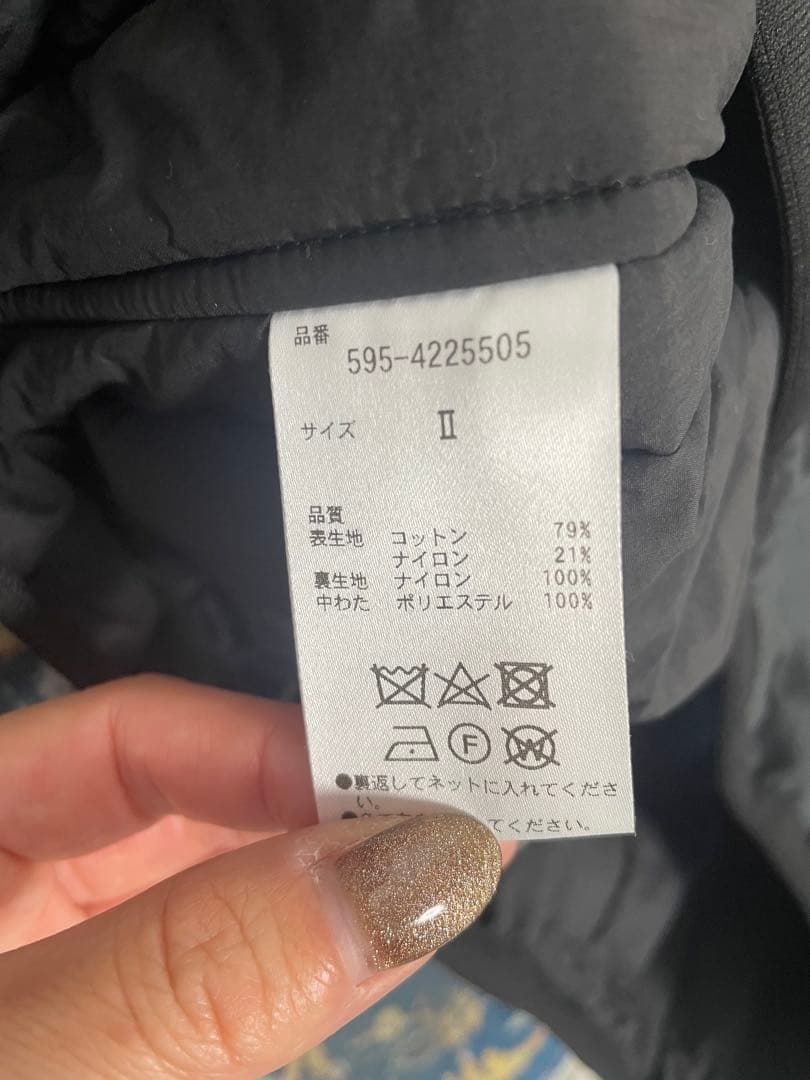 品番
595-4225505
サイズ Ⅱ
品質
表生地 コットン 79%
ナイロン 21%
裏生地 ナイロン 100%
中わた ポリエステル 100%
F W
●裏返してネットに入れてくださ
い。
てください。